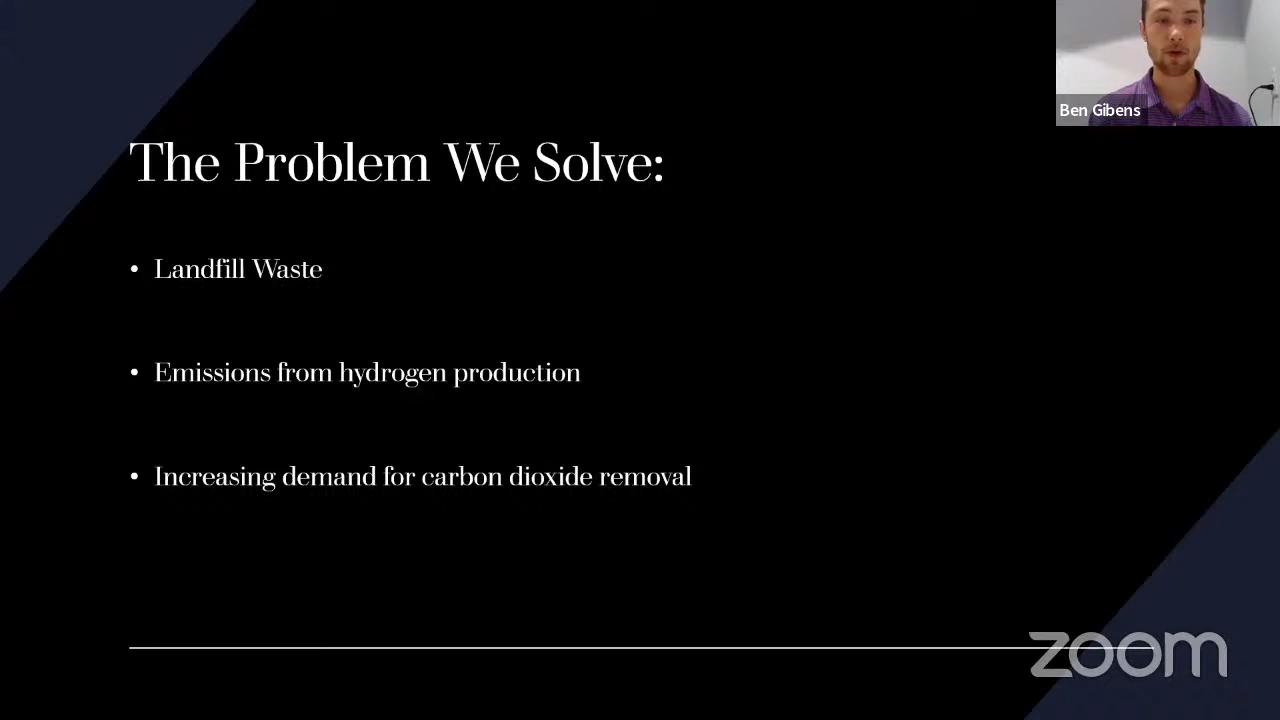 Ben Gibens
The Problem We Solve:
• Landfill Waste
• Emissions from hydrogen production
• Increasing demand for carbon dioxide removal
zoom